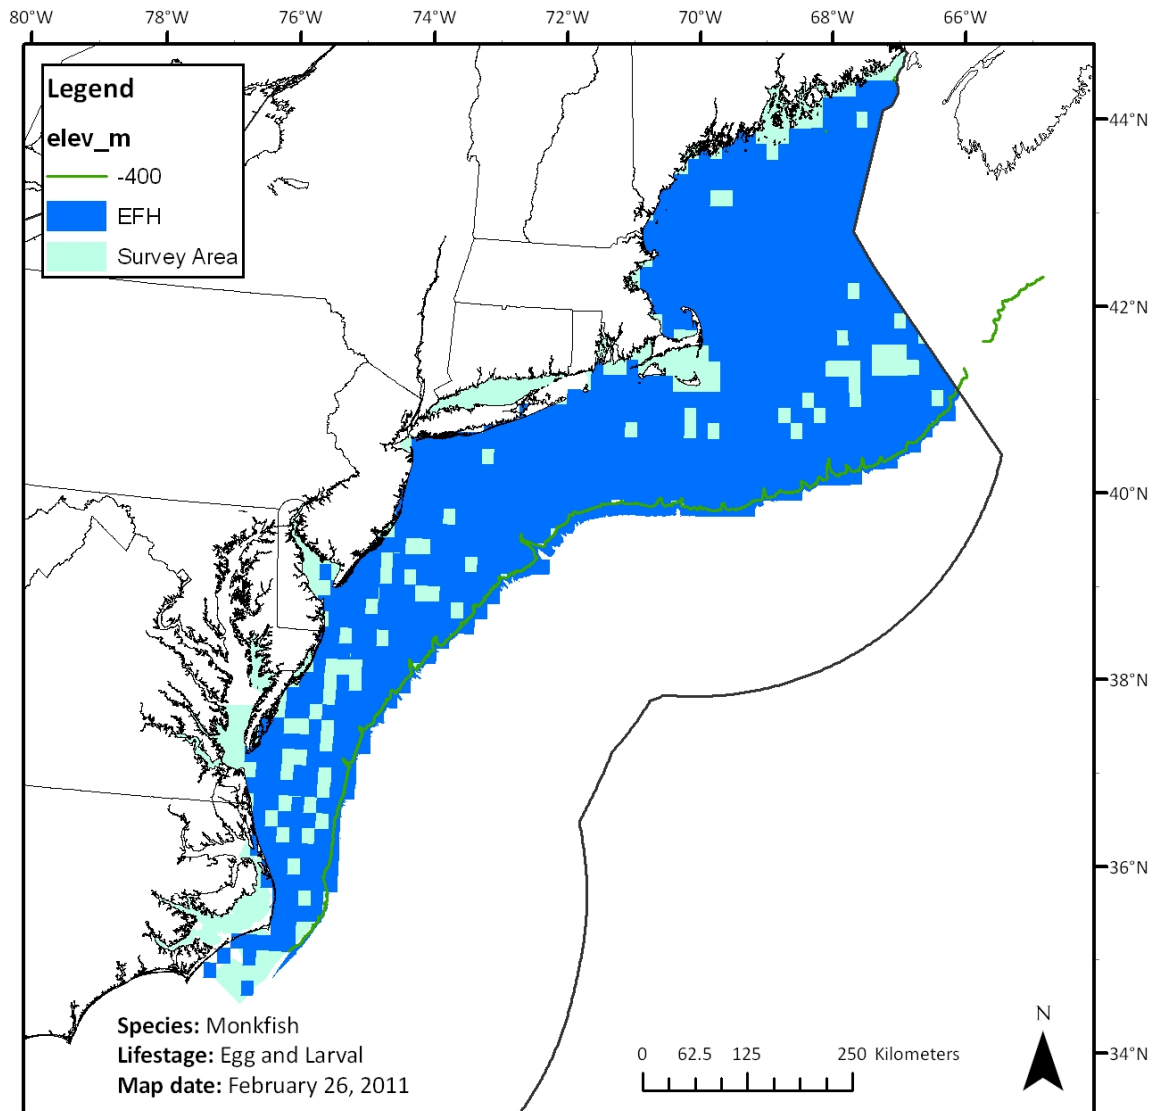 80°W 78°W 76°W 74°W 72°W 70°W 68°W 66°W
Legend
elev_m
-400
EFH
Survey Area
44°N
42°N
40°N
38°N
36°N
34°N
Species: Monkfish
Lifestage: Egg and Larval
Map date: February 26, 2011
0 62.5 125 250 Kilometers
N